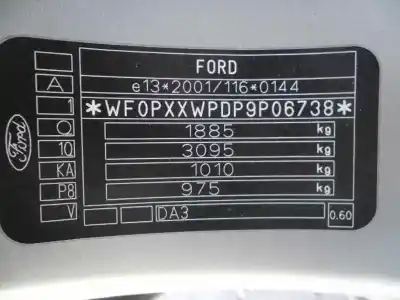 FORD
A
e13*2001/116*0144
1
*WF0PXXWPDP9P06738*
Q
1885 kg
10
3095 kg
KA
1010 kg
P8
975 kg
V
DA3
0.60
Ford